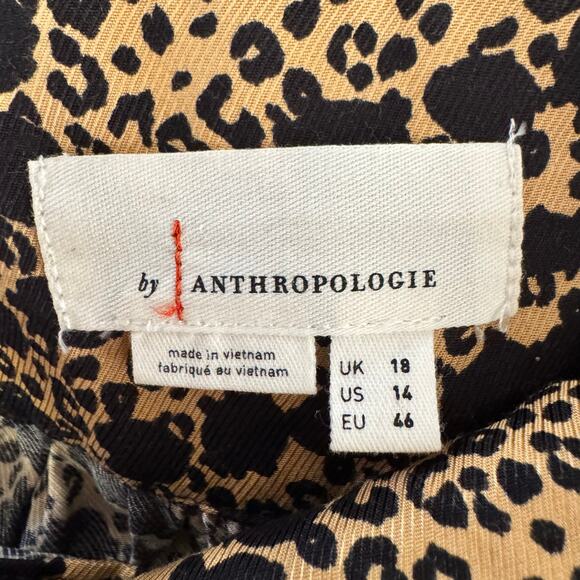 by ANTHROPOLOGIE
made in vietnam
fabriqué au vietnam
UK 18
US 14
EU 46